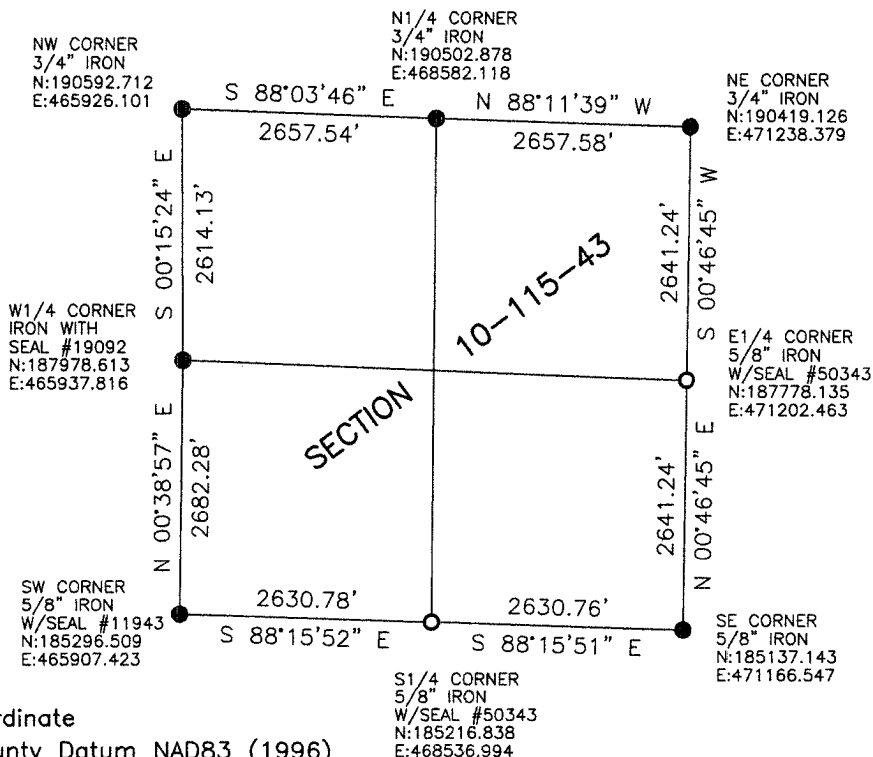 N1/4 CORNER
3/4" IRON
N:190502.878
E:468582.118
NW CORNER
3/4" IRON
N:190592.712
E:465926.101
NE CORNER
3/4" IRON
N:190419.126
E:471238.379
S 88°03'46" E
2657.54'
N 88°11'39" W
2657.58'
S 00°15'24" E
2614.13'
2641.24'
S 00°46'45" W
W1/4 CORNER
IRON WITH
SEAL #19092
N:187978.613
E:465937.816
SECTION 10-115-43
E1/4 CORNER
5/8" IRON
W/SEAL #50343
N:187778.135
E:471202.463
N 00°38'57" E
2682.28'
2641.24'
N 00°46'45" E
SW CORNER
5/8" IRON
W/SEAL #11943
N:185296.509
E:465907.423
2630.78'
S 88°15'52" E
2630.76'
S 88°15'51" E
SE CORNER
5/8" IRON
N:185137.143
E:471166.547
S1/4 CORNER
5/8" IRON
W/SEAL #50343
N:185216.838
E:468536.994
rdinate
unty Datum NAD83 (1996)